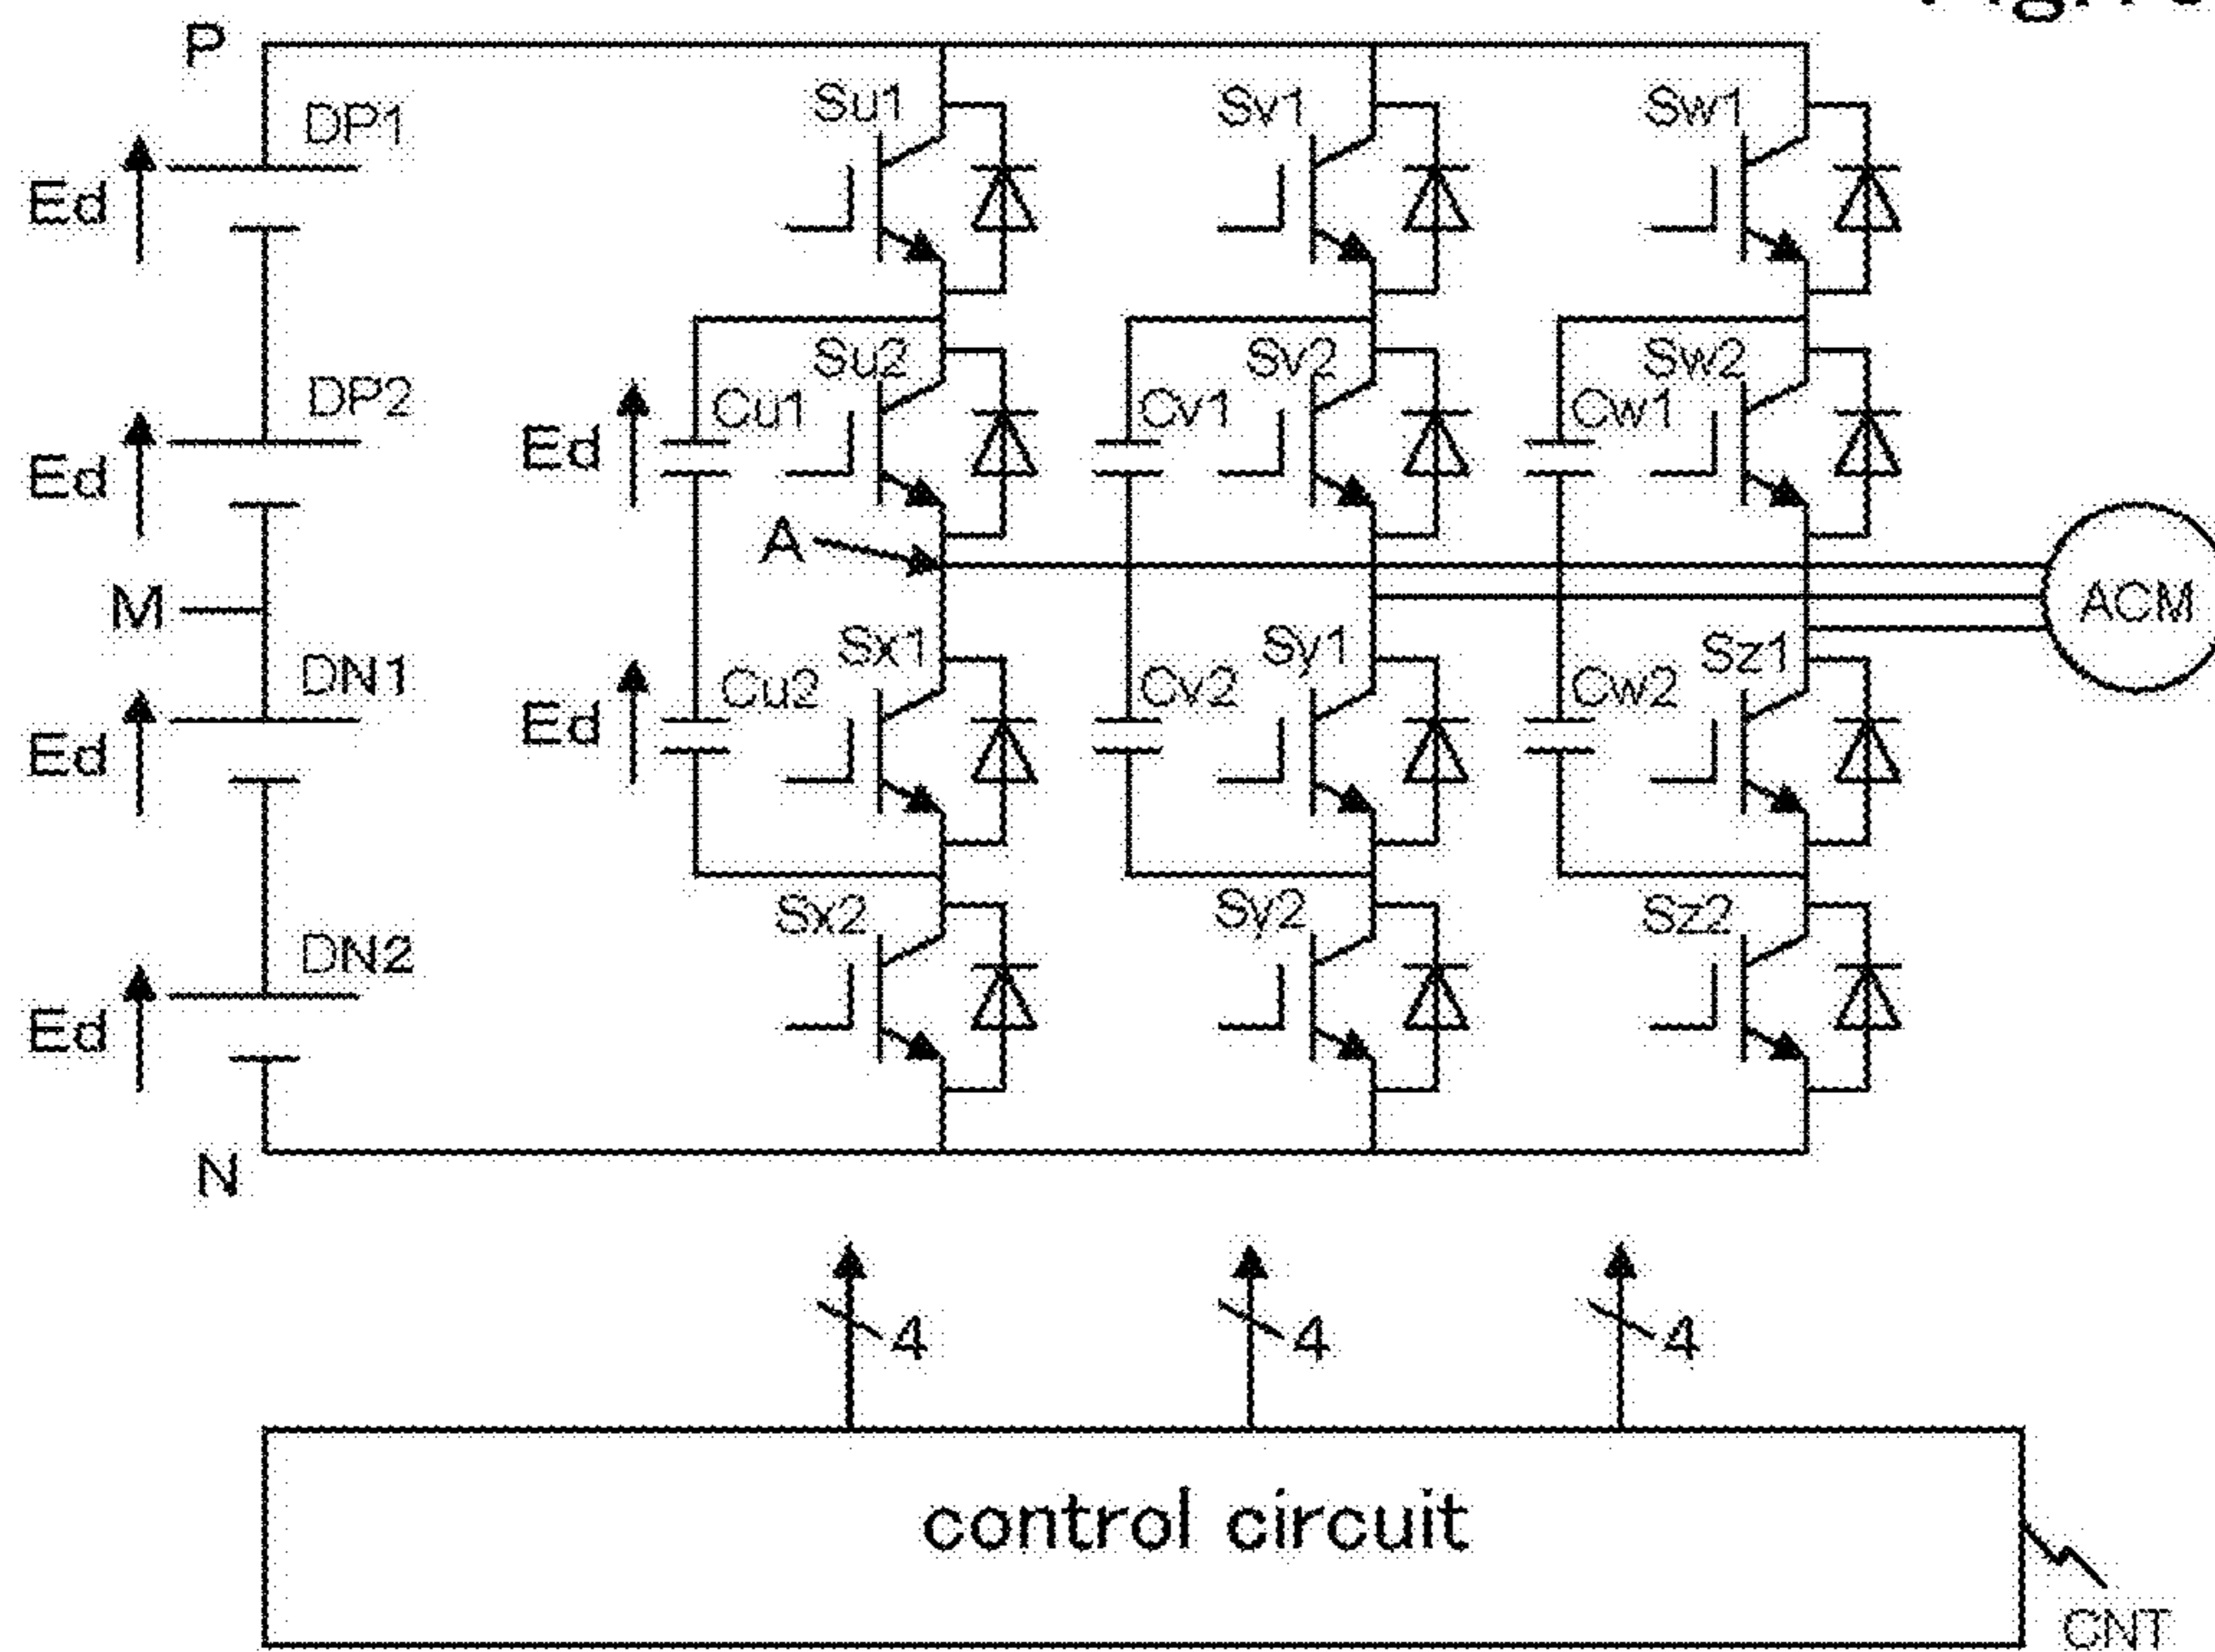 P
DP1
Su1
Sv1
Sw1
Ed
DP2
Su2
Sv2
Sw2
Ed
Cu1
Cv1
Cw1
Ed
A
M
ACM
DN1
Sx1
Sy1
Sz1
Ed
Cu2
Cv2
Cw2
Ed
DN2
Sx2
Sy2
Sz2
Ed
N
4
4
4
control circuit
CNT